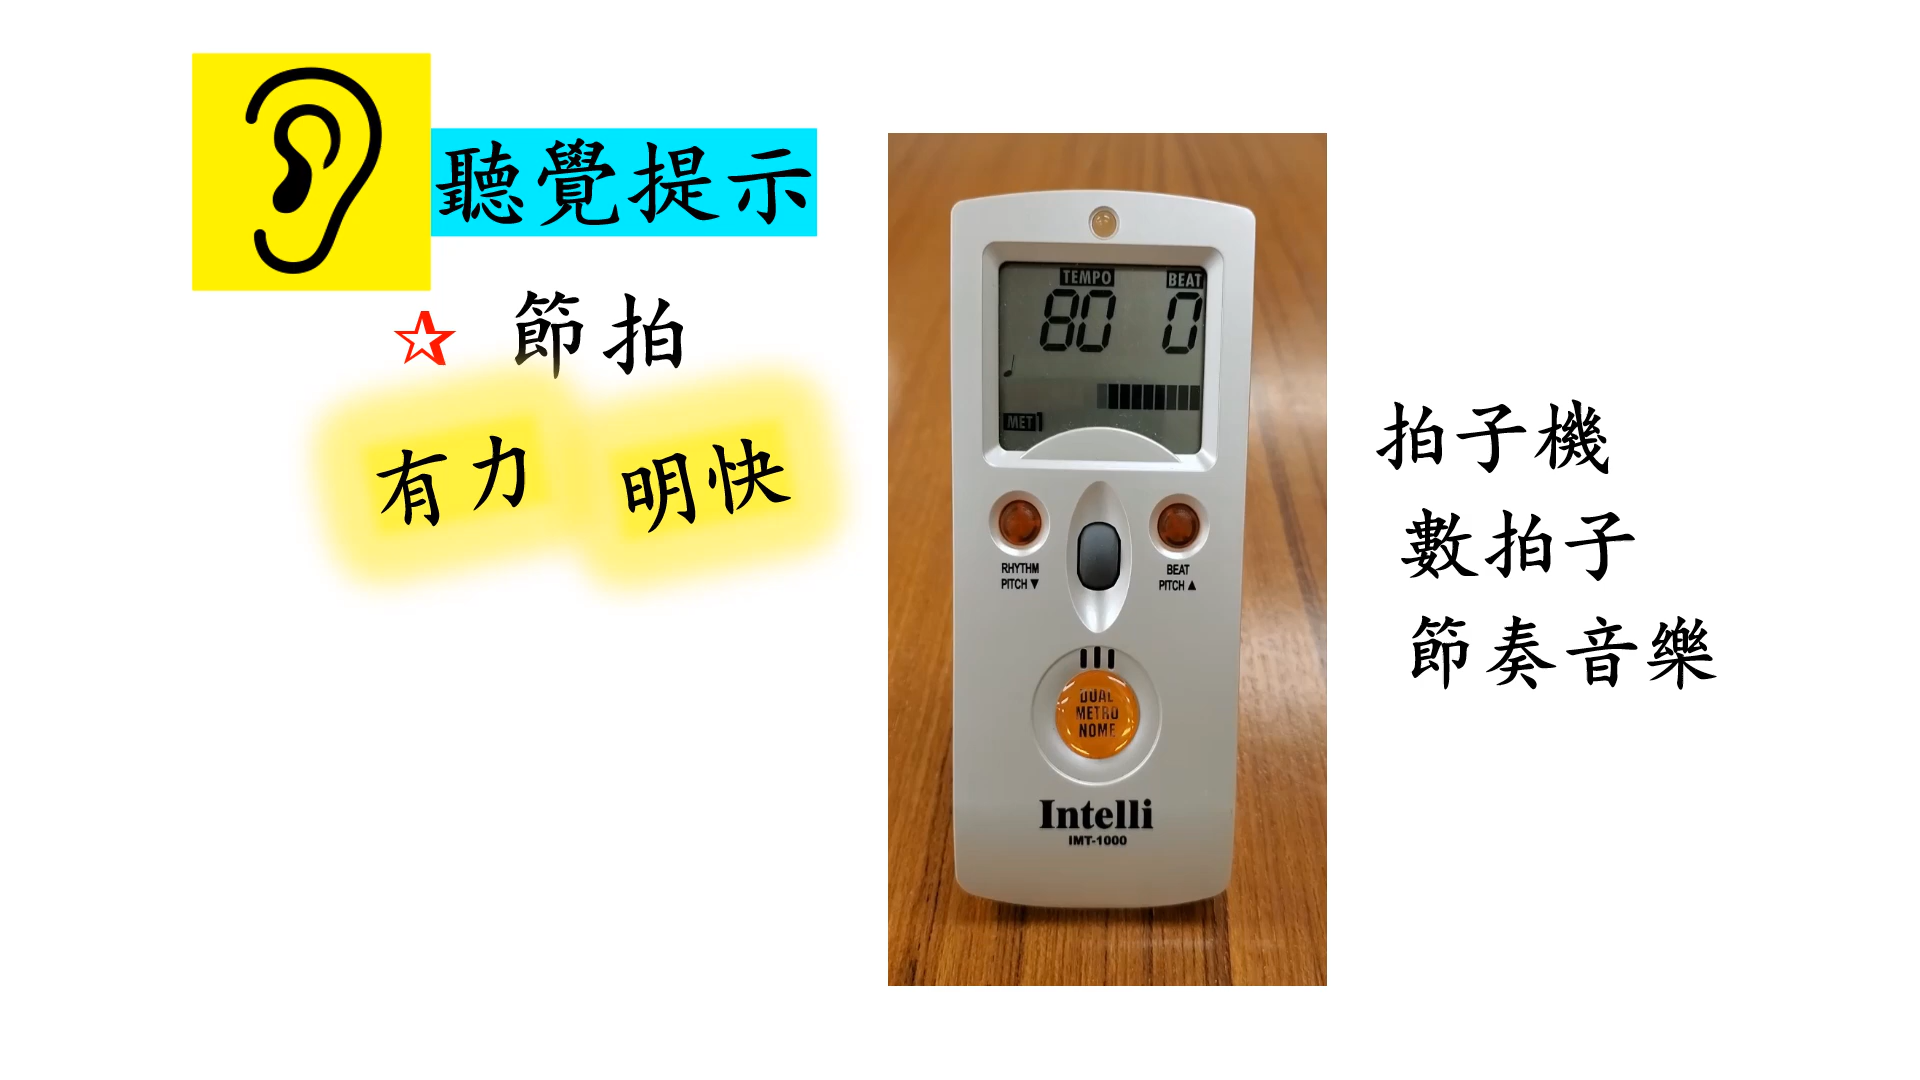 聽覺提示
☆ 節拍
有力 明快
TEMPO BEAT
80 0
MET 1
RHYTHM
PITCH ▼
BEAT
PITCH ▲
DUAL
METRO
NOME
Intelli
IMT-1000
拍子機
數拍子
節奏音樂